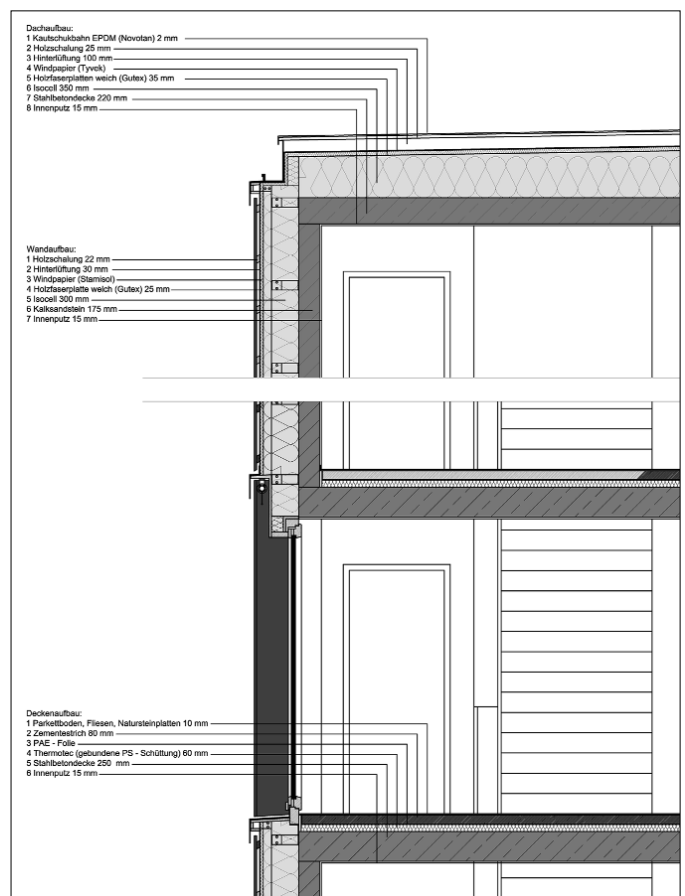 Dachaufbau:
1 Kautschukbahn EPDM (Novotan) 2 mm
2 Holzschalung 25 mm
3 Hinterlüftung 100 mm
4 Windpapier (Tyvek)
5 Holzfaserplatten weich (Gutex) 35 mm
6 Isocell 350 mm
7 Stahlbetondecke 220 mm
8 Innenputz 15 mm
Wandaufbau:
1 Holzschalung 22 mm
2 Hinterlüftung 30 mm
3 Windpapier (Stamisol)
4 Holzfaserplatte weich (Gutex) 25 mm
5 Isocell 300 mm
6 Kalksandstein 175 mm
7 Innenputz 15 mm
Deckenaufbau:
1 Parkettboden, Fliesen, Natursteinplatten 10 mm
2 Zementestrich 80 mm
3 PAE - Folie
4 Thermotec (gebundene PS - Schüttung) 60 mm
5 Stahlbetondecke 250 mm
6 Innenputz 15 mm